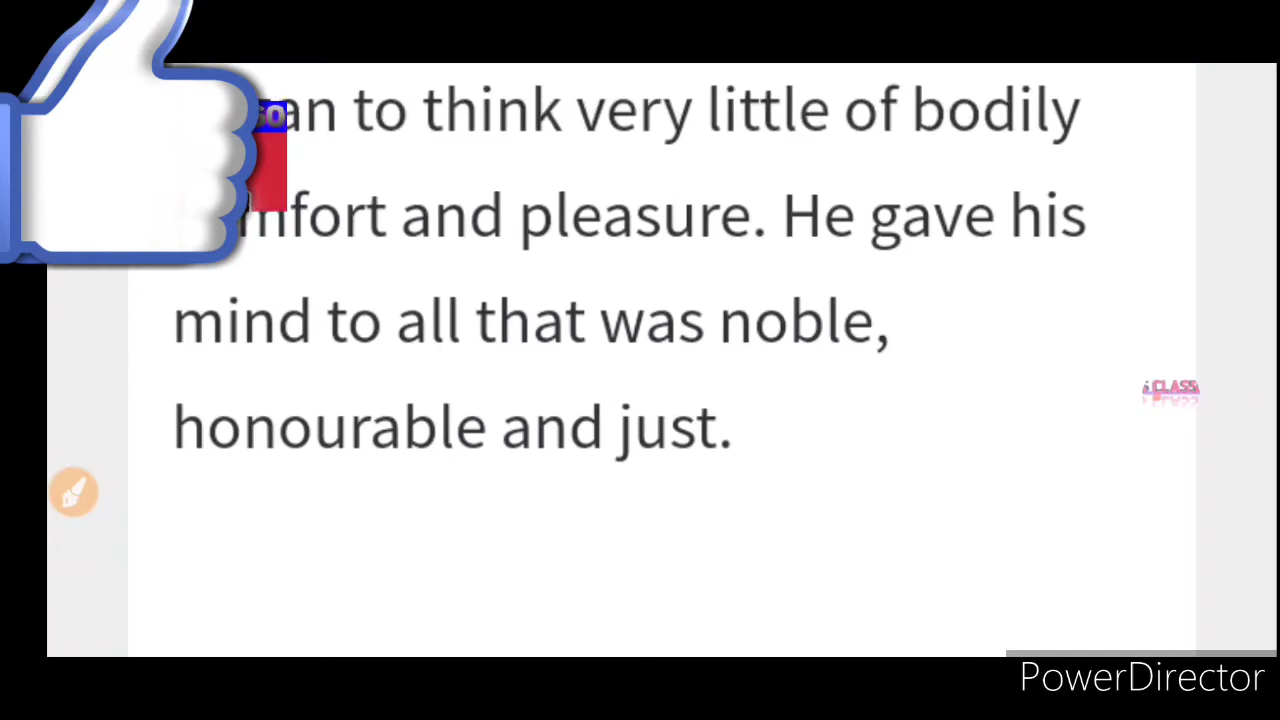 an to think very little of bodily
mfort and pleasure. He gave his
mind to all that was noble,
honourable and just.
CLASS
PowerDirector